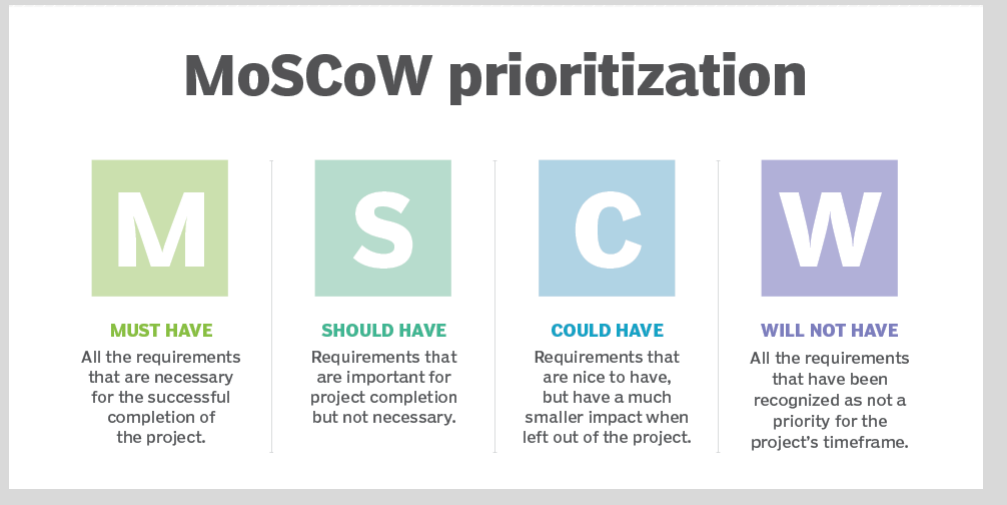 MoSCoW prioritization
M
MUST HAVE
All the requirements
that are necessary
for the successful
completion of
the project.
S
SHOULD HAVE
Requirements that
are important for
project completion
but not necessary.
C
COULD HAVE
Requirements that
are nice to have,
but have a much
smaller impact when
left out of the project.
W
WILL NOT HAVE
All the requirements
that have been
recognized as not a
priority for the
project’s timeframe.